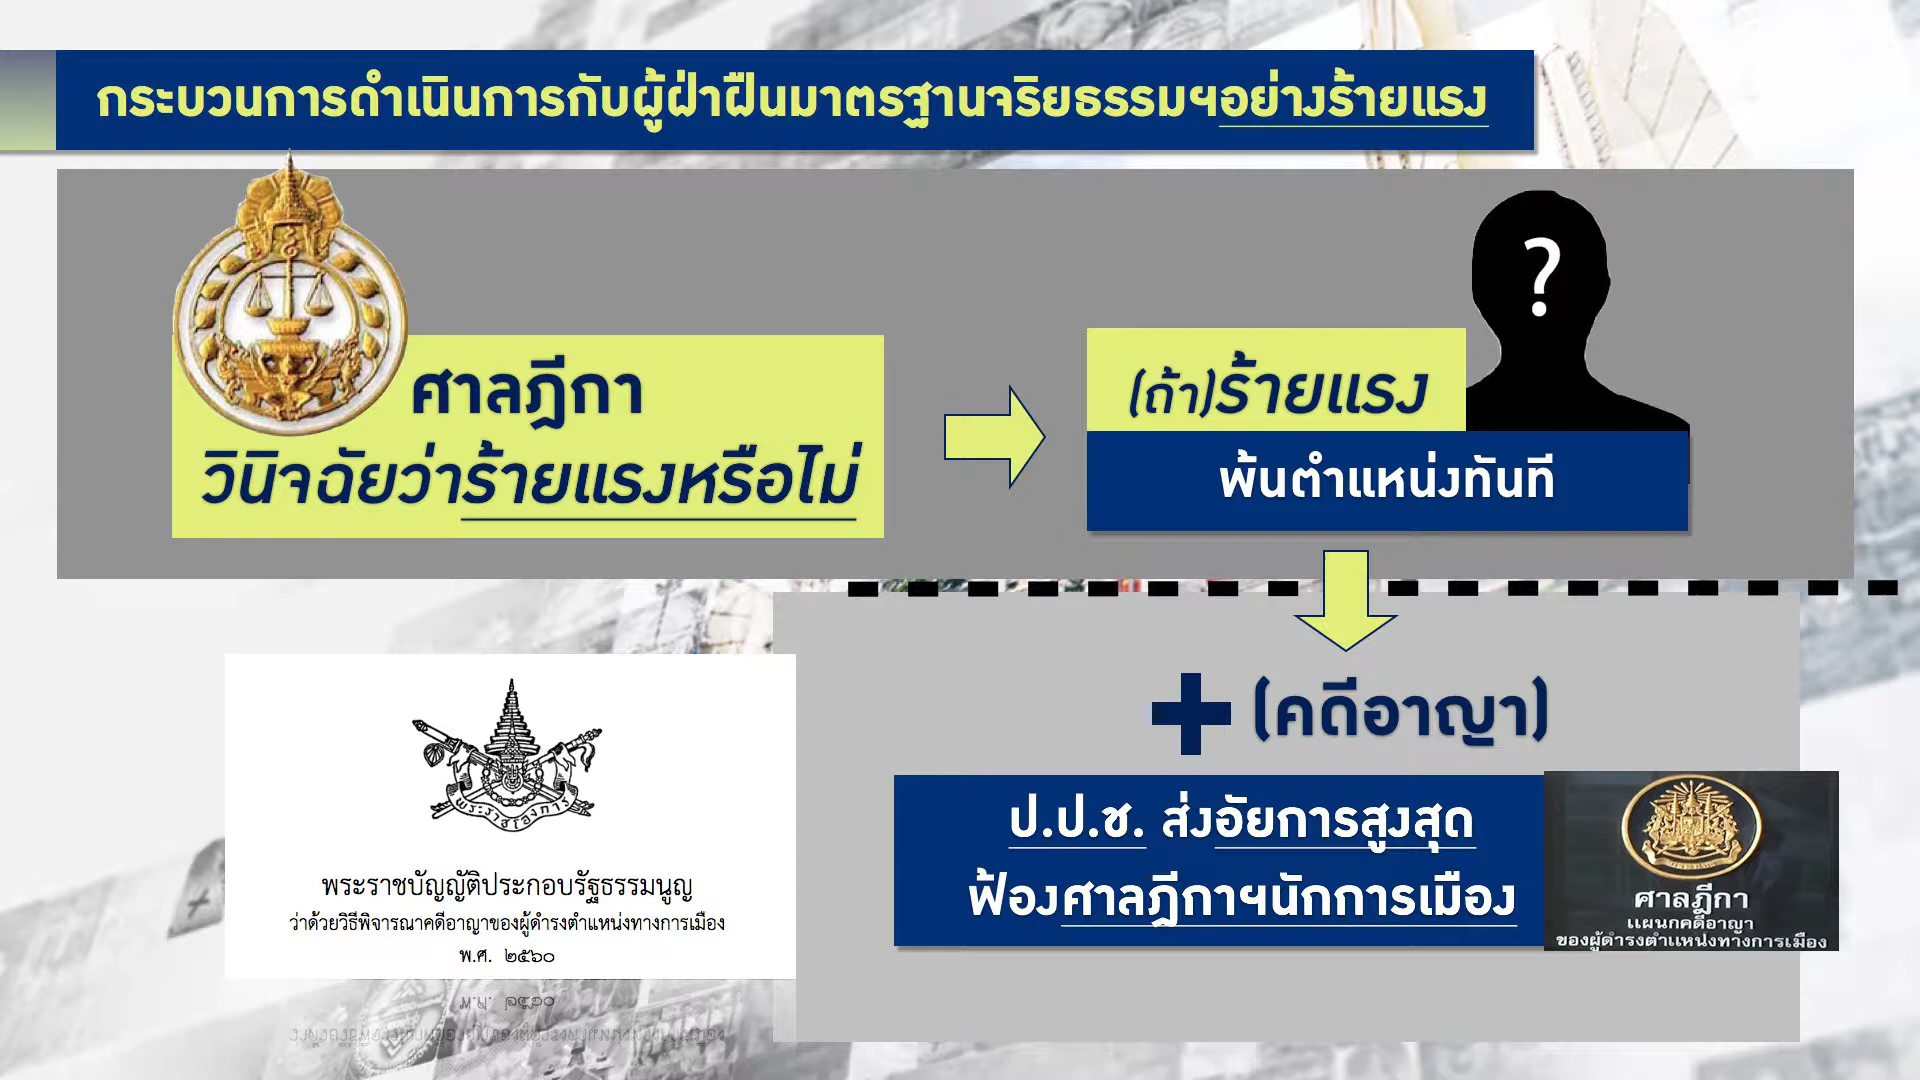 กระบวนการดำเนินการกับผู้ฝ่าฝืนมาตรฐานจริยธรรมฯอย่างร้ายแรง
ศาลฎีกา
วินิจฉัยว่าร้ายแรงหรือไม่
?
(ถ้า)ร้ายแรง
พ้นตำแหน่งทันที
(คดีอาญา)
ป.ป.ช. ส่งอัยการสูงสุด
ฟ้องศาลฎีกาฯนักการเมือง
ศาลฎีกา
แผนกคดีอาญา
ของผู้ดำรงตำแหน่งทางการเมือง
พระราชโองการ
พระราชบัญญัติประกอบรัฐธรรมนูญ
ว่าด้วยวิธีพิจารณาคดีอาญาของผู้ดำรงตำแหน่งทางการเมือง
พ.ศ. ๒๕๖๐